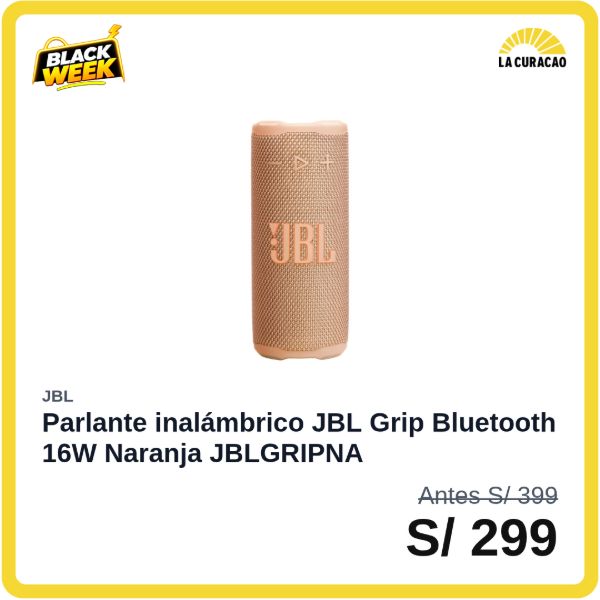 BLACK
WEEK
LA CURACAO
JBL
JBL
Parlante inalámbrico JBL Grip Bluetooth
16W Naranja JBLGRIPNA
Antes S/ 399
S/ 299